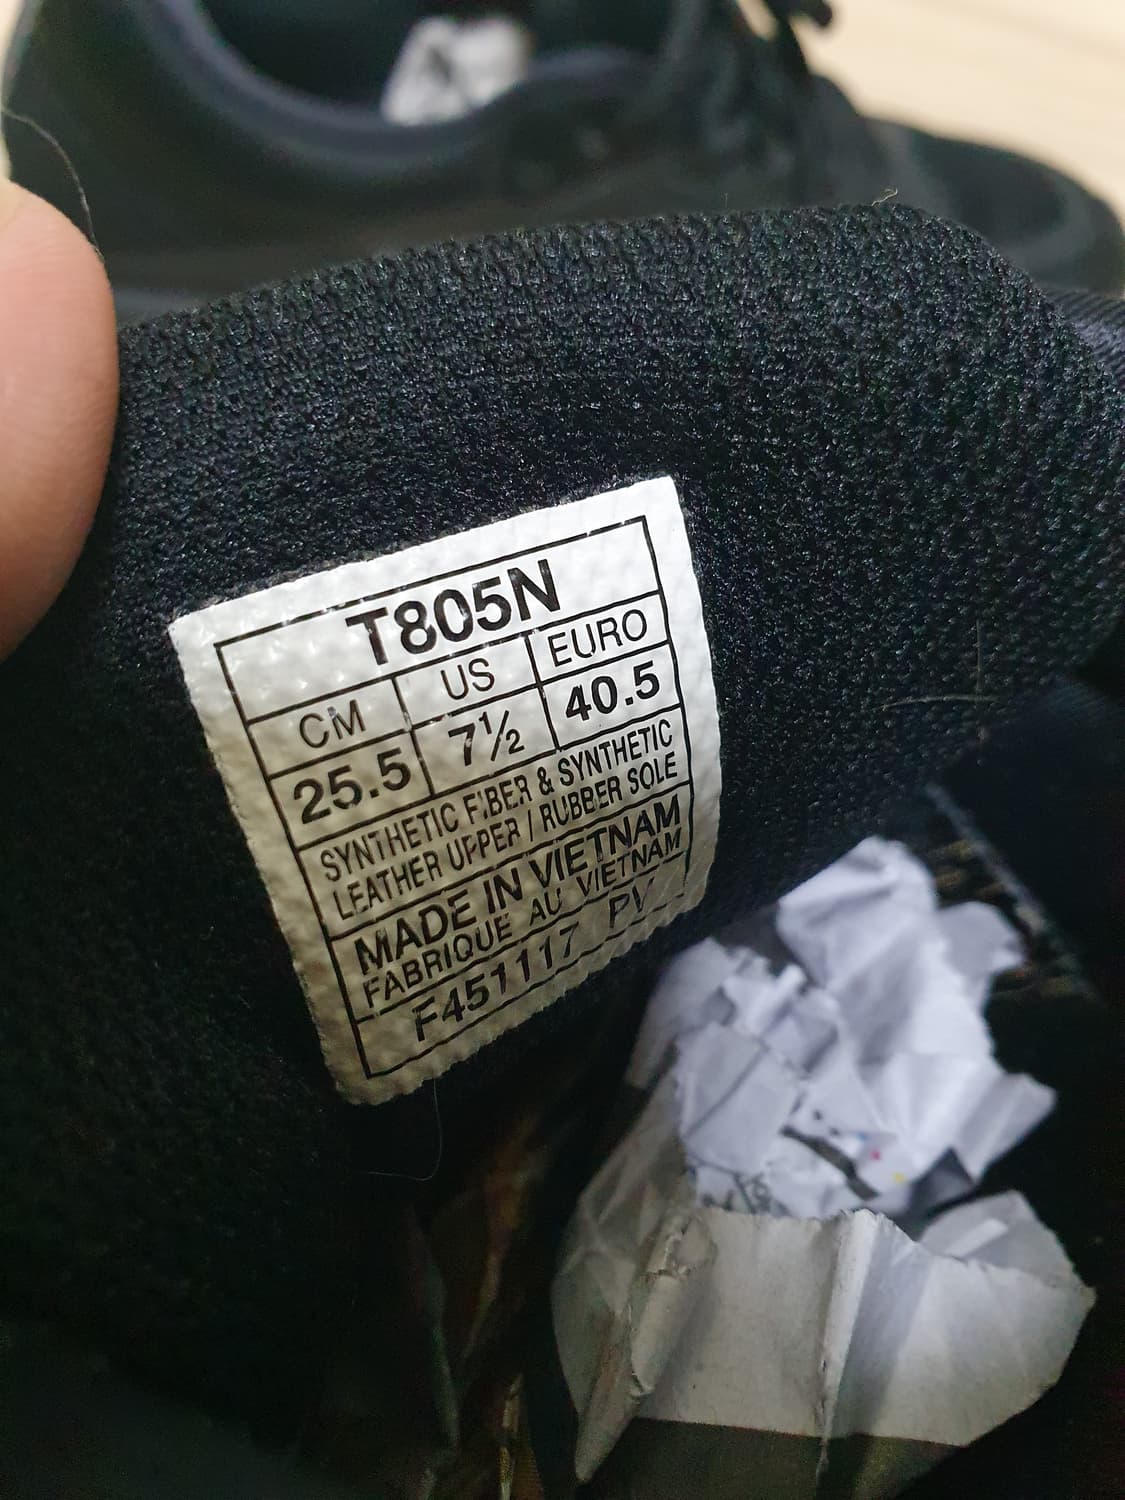 T805N
CM US EURO
25.5 7½ 40.5
SYNTHETIC FIBER & SYNTHETIC
LEATHER UPPER / RUBBER SOLE
MADE IN VIETNAM
FABRIQUE AU VIETNAM
F451117 PV